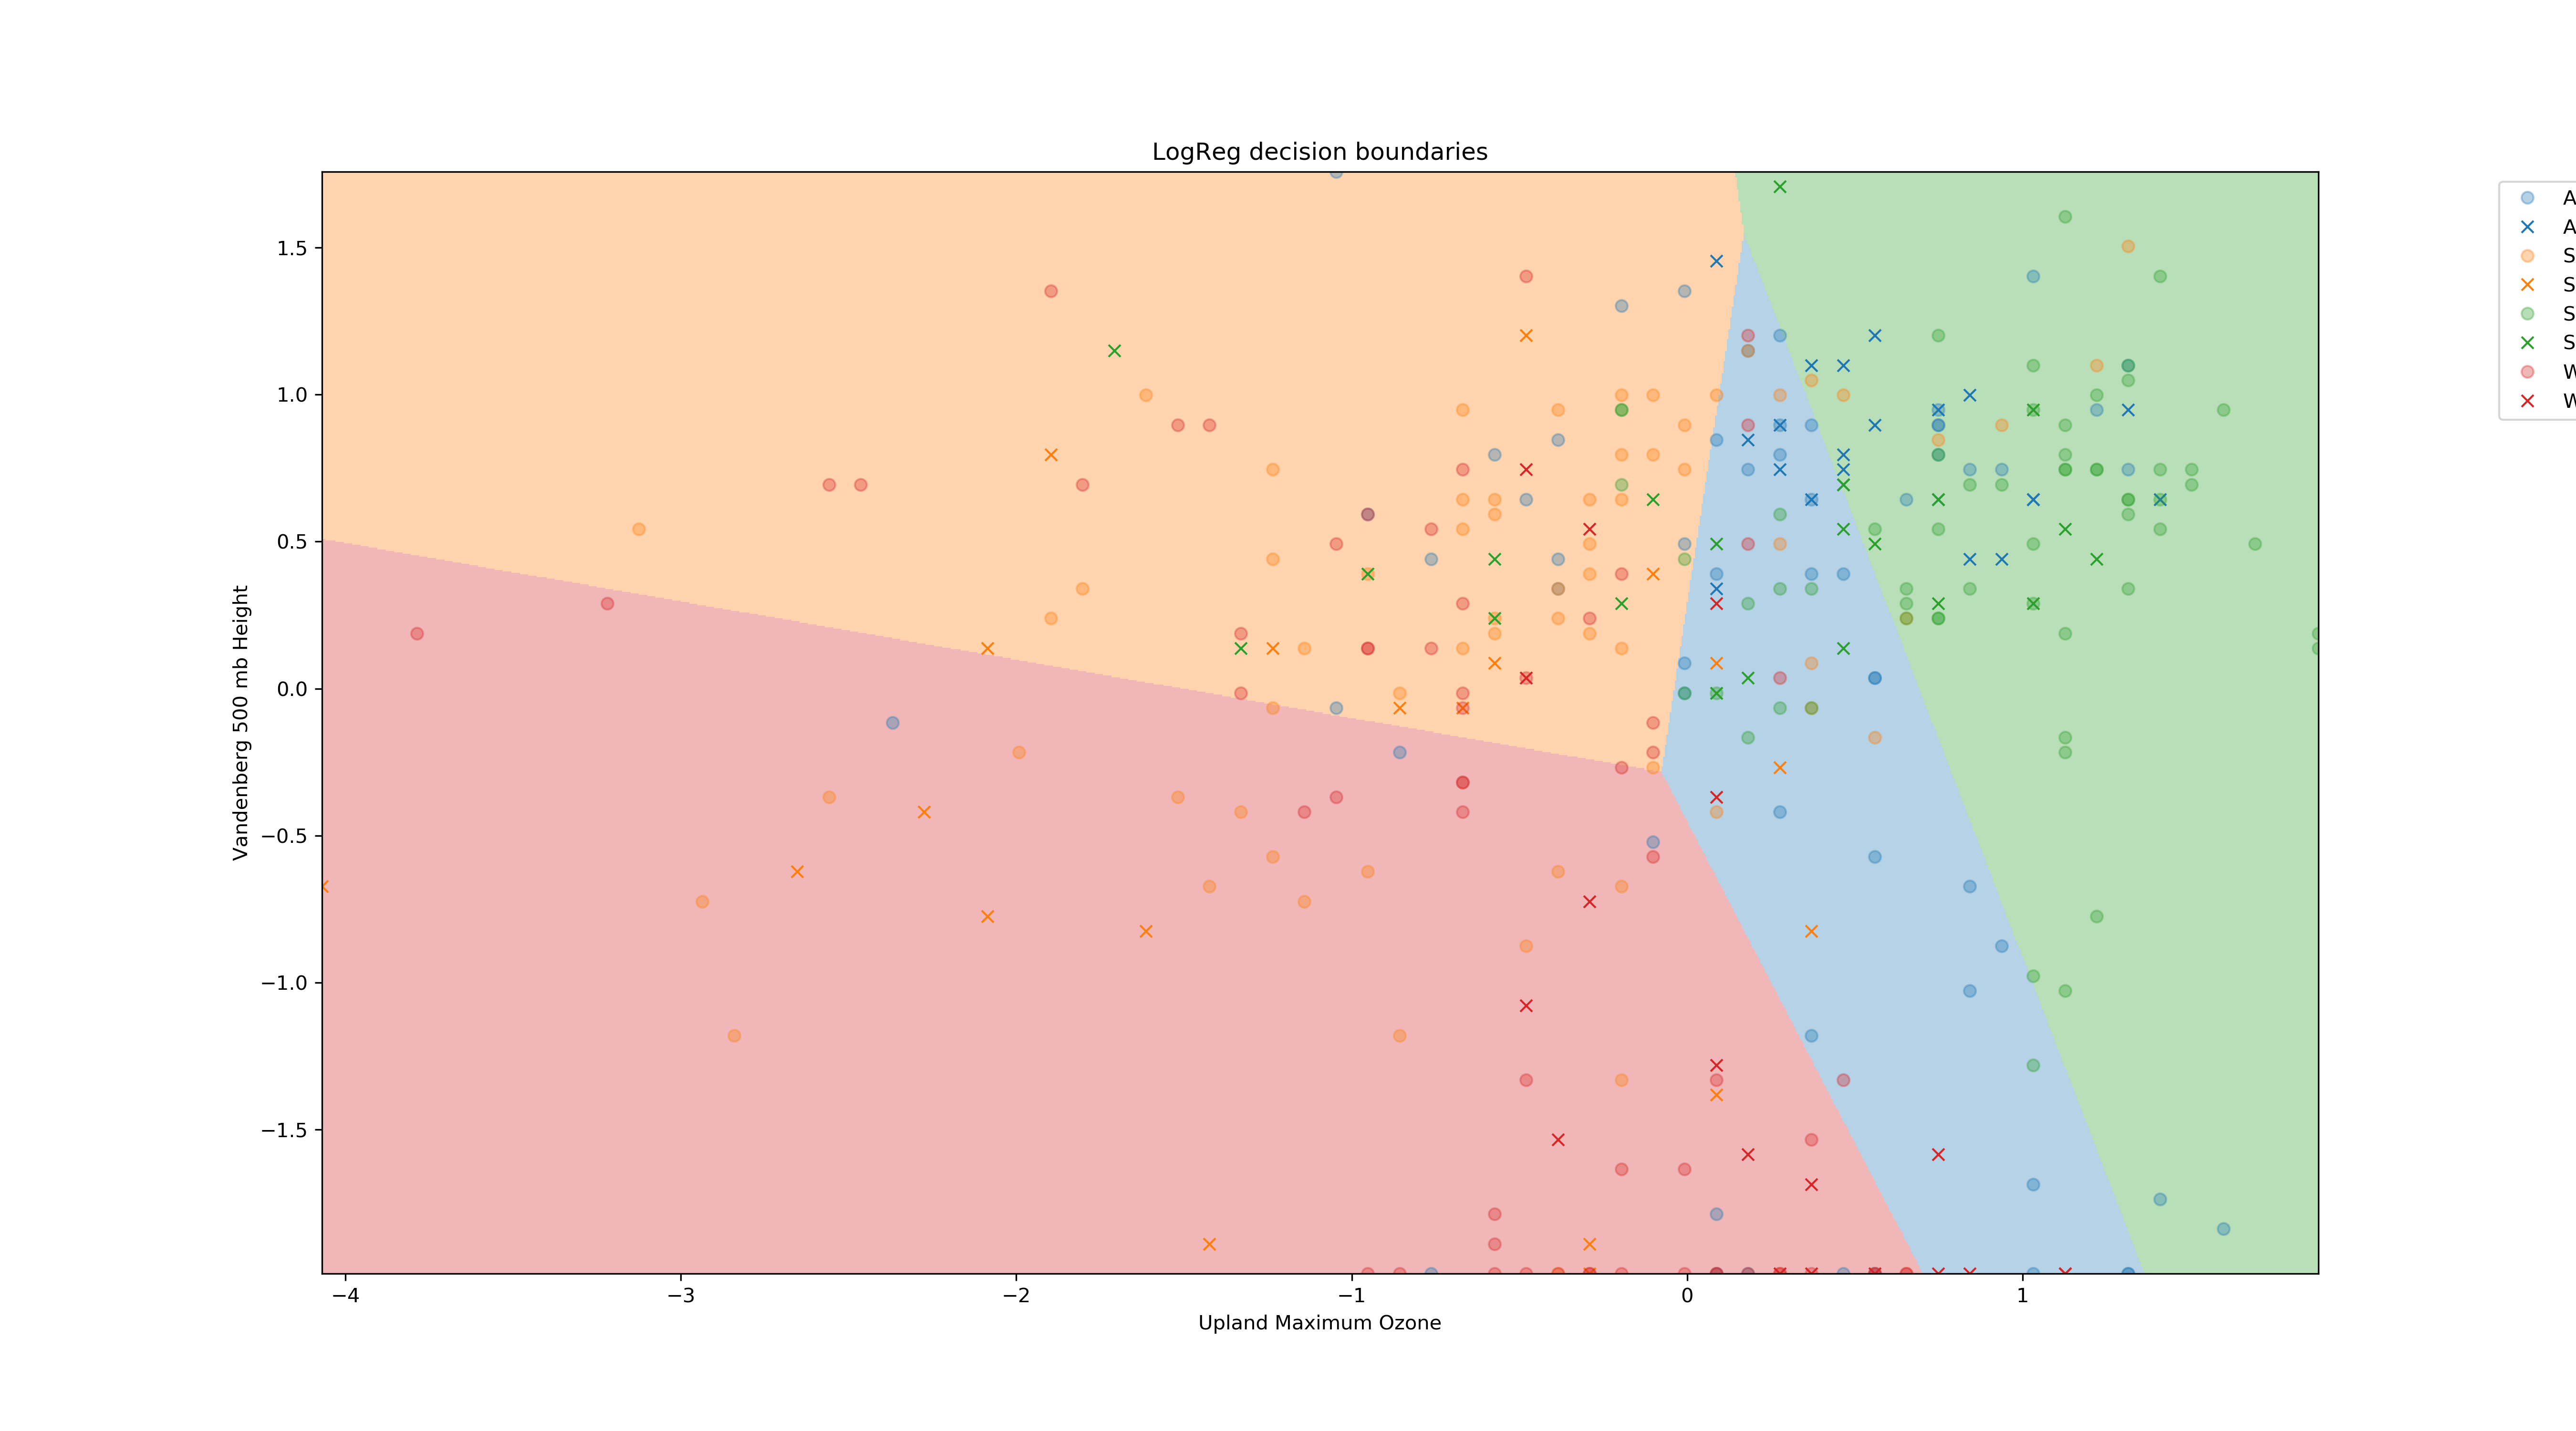 LogReg decision boundaries
1.5
1.0
0.5
0.0
−0.5
−1.0
−1.5
Vandenberg 500 mb Height
−4
−3
−2
−1
0
1
Upland Maximum Ozone
A
A
S
S
S
S
W
W